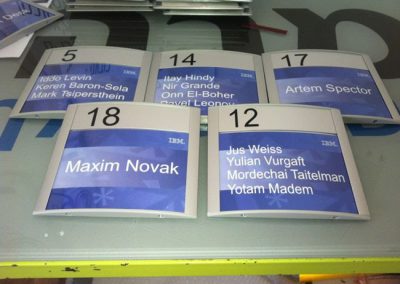 5
IBM
Iddo Levin
Keren Baron-Sela
Mark Tsipersthein
14
IBM
Itay Hindy
Nir Grande
Onn El-Boher
Pavel Leonov
17
IBM
Artem Spector
18
IBM
Maxim Novak
12
IBM
Jus Weiss
Yulian Vurgaft
Mordechai Taitelman
Yotam Madem